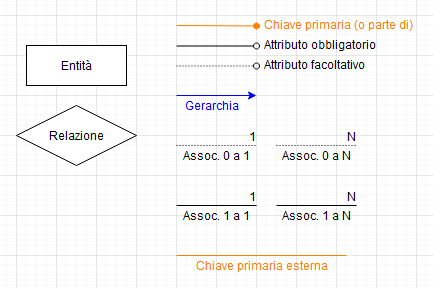 Chiave primaria (o parte di)
Attributo obbligatorio
Attributo facoltativo
Entità
Gerarchia
Relazione
1 N
Assoc. 0 a 1 Assoc. 0 a N
1 N
Assoc. 1 a 1 Assoc. 1 a N
Chiave primaria esterna